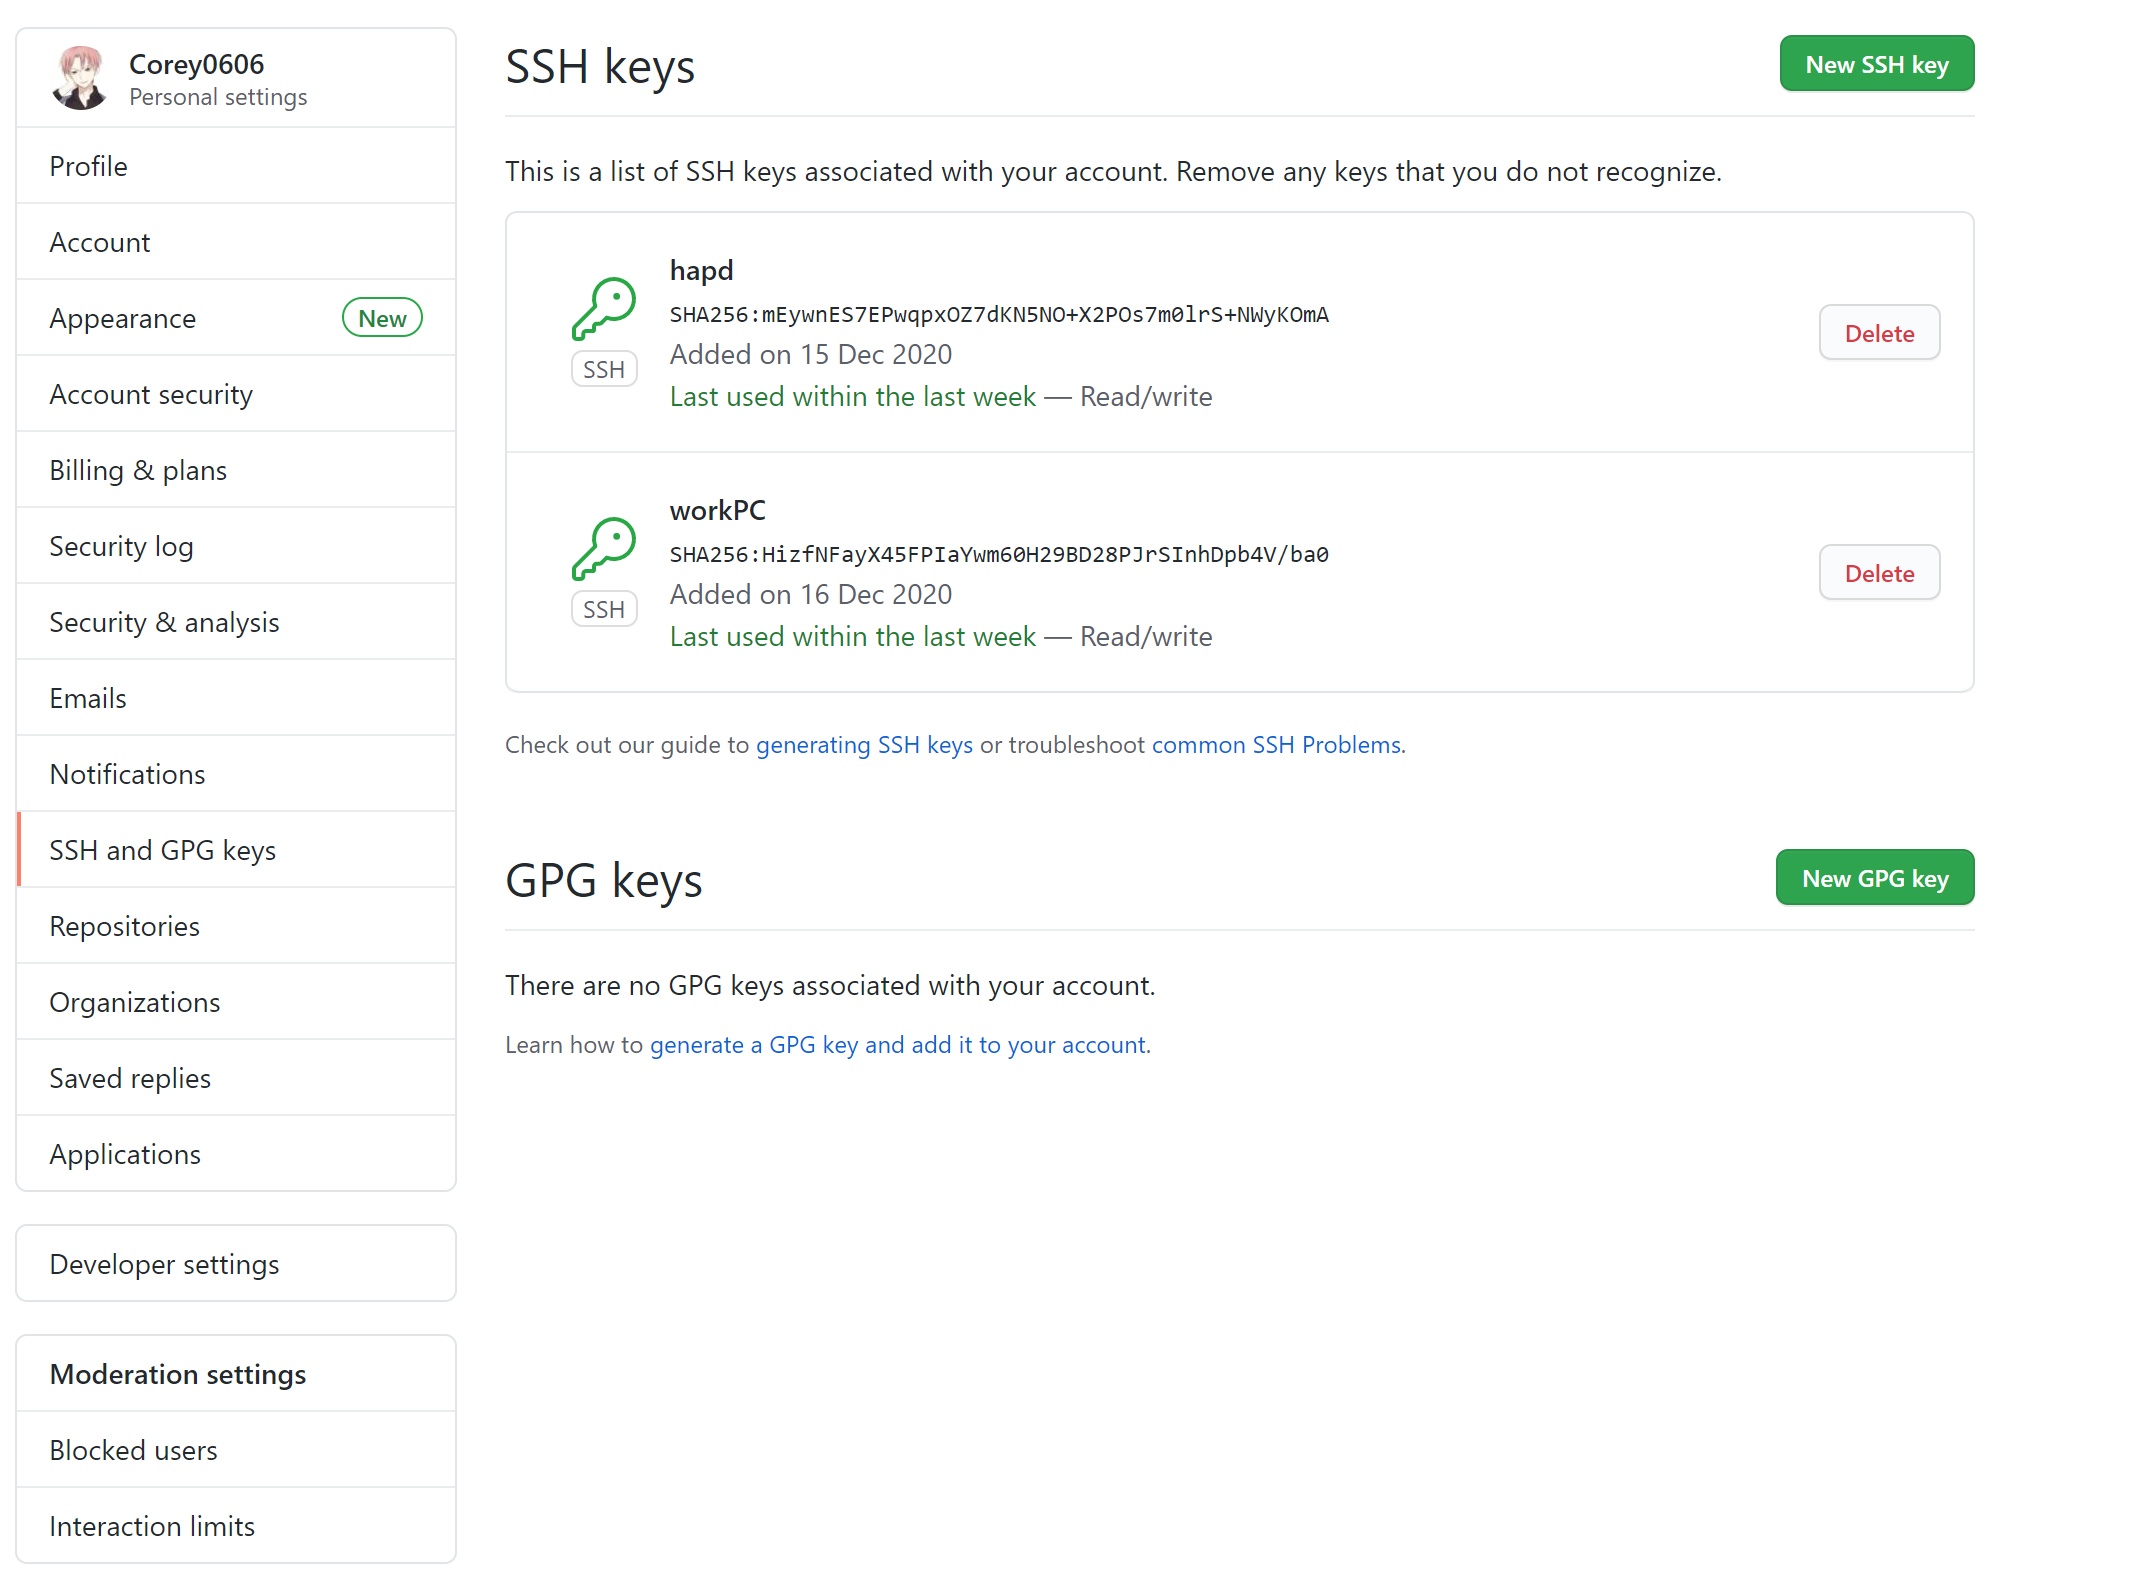 Corey0606
Personal settings
Profile
Account
Appearance New
Account security
Billing & plans
Security log
Security & analysis
Emails
Notifications
SSH and GPG keys
Repositories
Organizations
Saved replies
Applications
Developer settings
Moderation settings
Blocked users
Interaction limits
SSH keys
New SSH key
This is a list of SSH keys associated with your account. Remove any keys that you do not recognize.
hapd
SHA256:mEywnES7EPwqpxOZ7dKN5NO+X2POs7m0lrS+NWyKOmA
Added on 15 Dec 2020
Last used within the last week — Read/write
SSH
Delete
workPC
SHA256:HizfNFayX45FPIaYwm60H29BD28PJrSInhDpb4V/ba0
Added on 16 Dec 2020
Last used within the last week — Read/write
SSH
Delete
Check out our guide to generating SSH keys or troubleshoot common SSH Problems.
GPG keys
New GPG key
There are no GPG keys associated with your account.
Learn how to generate a GPG key and add it to your account.